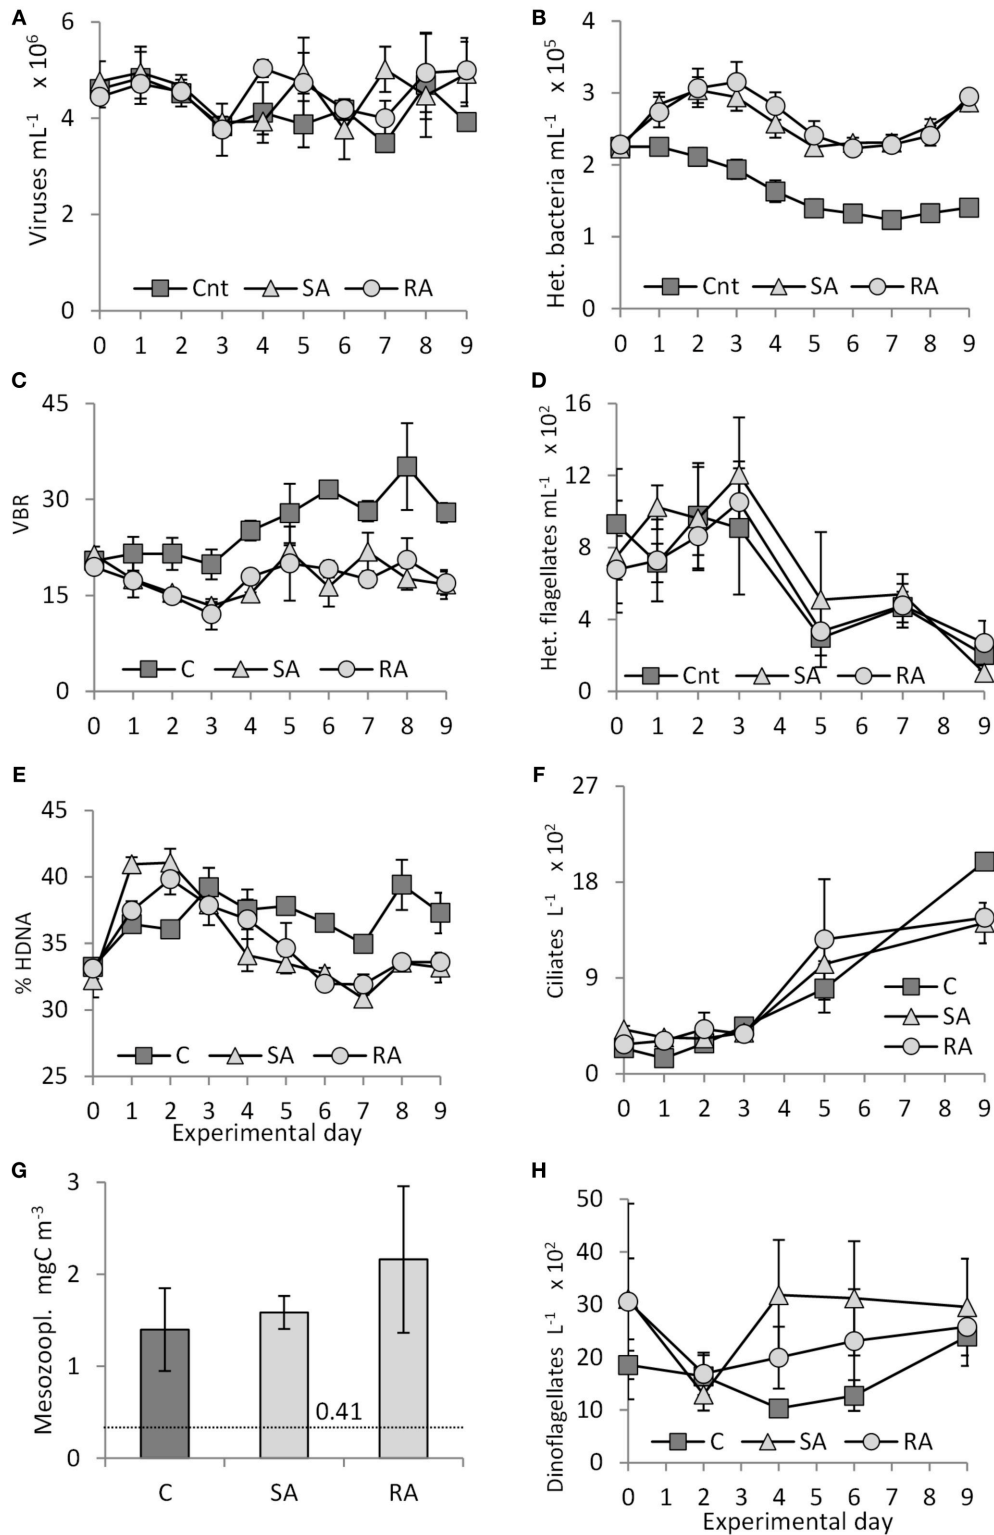 A
Viruses mL-1 x 10^6
6
4
2
0
Cnt SA RA
0 1 2 3 4 5 6 7 8 9
B
Het. bacteria mL-1 x 10^5
4
3
2
1
0
Cnt SA RA
0 1 2 3 4 5 6 7 8 9
C
VBR
45
30
15
0
C SA RA
0 1 2 3 4 5 6 7 8 9
D
Het. flagellates mL-1 x 10^2
16
12
8
4
0
Cnt SA RA
0 1 2 3 4 5 6 7 8 9
E
% HDNA
45
40
35
30
25
C SA RA
0 1 2 3 4 5 6 7 8 9
Experimental day
F
Ciliates L-1 x 10^2
27
18
9
0
C
SA
RA
0 1 2 3 4 5 6 7 8 9
G
Mesozoopl. mgC m-3
3
2
1
0
0.41
C SA RA
H
Dinoflagellates L-1 x 10^2
50
40
30
20
10
0
C SA RA
0 1 2 3 4 5 6 7 8 9
Experimental day